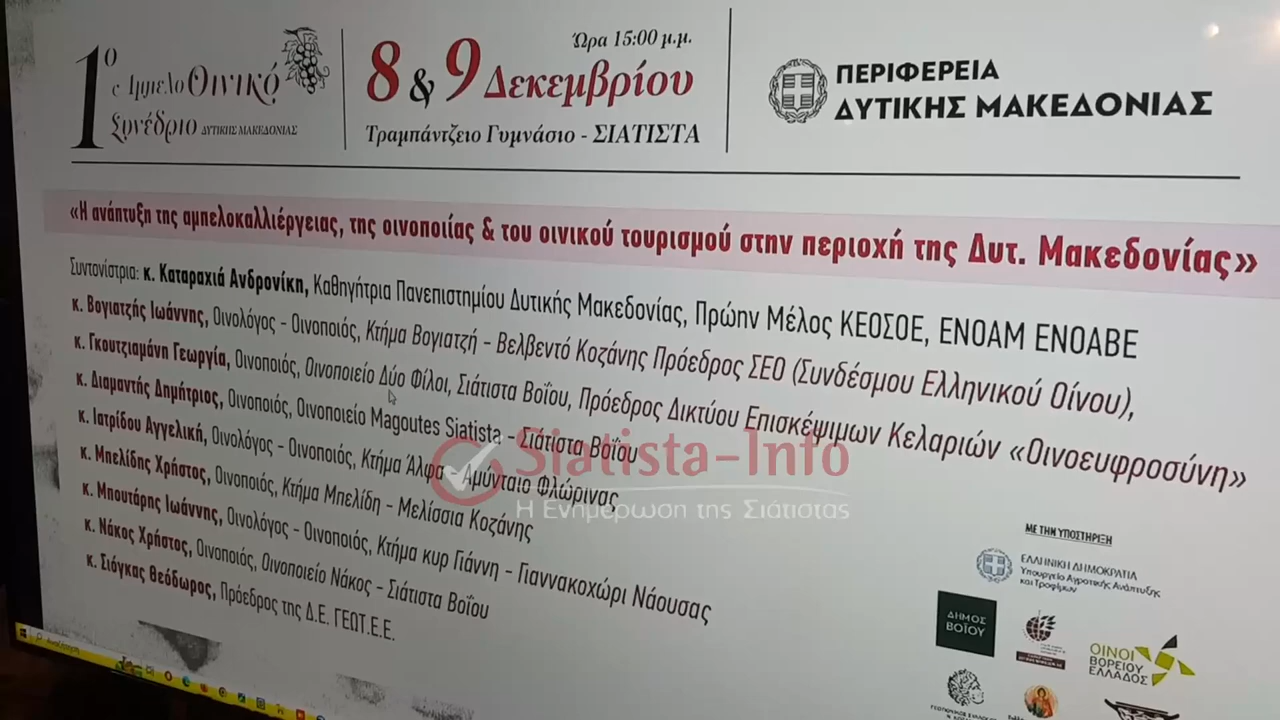 1ο Αμπελοοινικό
Συνέδριο ΔΥΤΙΚΗΣ ΜΑΚΕΔΟΝΙΑΣ
Ώρα 15:00 μ.μ.
8 & 9 Δεκεμβρίου
Τραμπάντζειο Γυμνάσιο - ΣΙΑΤΙΣΤΑ
ΠΕΡΙΦΕΡΕΙΑ
ΔΥΤΙΚΗΣ ΜΑΚΕΔΟΝΙΑΣ
«Η ανάπτυξη της αμπελοκαλλιέργειας, της οινοποιίας & του οινικού τουρισμού στην περιοχή της Δυτ. Μακεδονίας»
Συντονίστρια: κ. Καταραχιά Ανδρονίκη, Καθηγήτρια Πανεπιστημίου Δυτικής Μακεδονίας, Πρώην Μέλος ΚΕΟΣΟΕ, ΕΝΟΑΜ ΕΝΟΑΒΕ
κ. Βογιατζής Ιωάννης, Οινολόγος - Οινοποιός, Κτήμα Βογιατζή - Βελβεντό Κοζάνης Πρόεδρος ΣΕΟ (Συνδέσμου Ελληνικού Οίνου),
κ. Γκουτζιαμάνη Γεωργία, Οινοποιός, Οινοποιείο Δύο Φίλοι, Σιάτιστα Βοΐου, Πρόεδρος Δικτύου Επισκέψιμων Κελαριών «Οινοευφροσύνη»
κ. Διαμαντής Δημήτριος, Οινοποιός, Οινοποιείο Magoutes Siatista - Σιάτιστα Βοΐου
κ. Ιατρίδου Αγγελική, Οινολόγος - Οινοποιός, Κτήμα Άλφα - Αμύνταιο Φλώρινας
κ. Μπελίδης Χρήστος, Οινοποιός, Κτήμα Μπελίδη - Μελίσσια Κοζάνης
κ. Μπουτάρης Ιωάννης, Οινολόγος - Οινοποιός, Κτήμα κυρ Γιάννη - Γιαννακοχώρι Νάουσας
κ. Νάκος Χρήστος, Οινοποιός, Οινοποιείο Νάκος - Σιάτιστα Βοΐου
κ. Σιόγκας Θεόδωρος, Πρόεδρος της Δ.Ε. ΓΕΩΤ.Ε.Ε.
Siatista-Info
Η Ενημέρωση της Σιάτιστας
ΜΕ ΤΗΝ ΥΠΟΣΤΗΡΙΞΗ
ΕΛΛΗΝΙΚΗ ΔΗΜΟΚΡΑΤΙΑ
Υπουργείο Αγροτικής Ανάπτυξης
και Τροφίμων
ΔΗΜΟΣ
ΒΟΪΟΥ
ΟΙΝΟΙ
ΒΟΡΕΙΟΥ
ΕΛΛΑΔΟΣ
Αναζήτηση